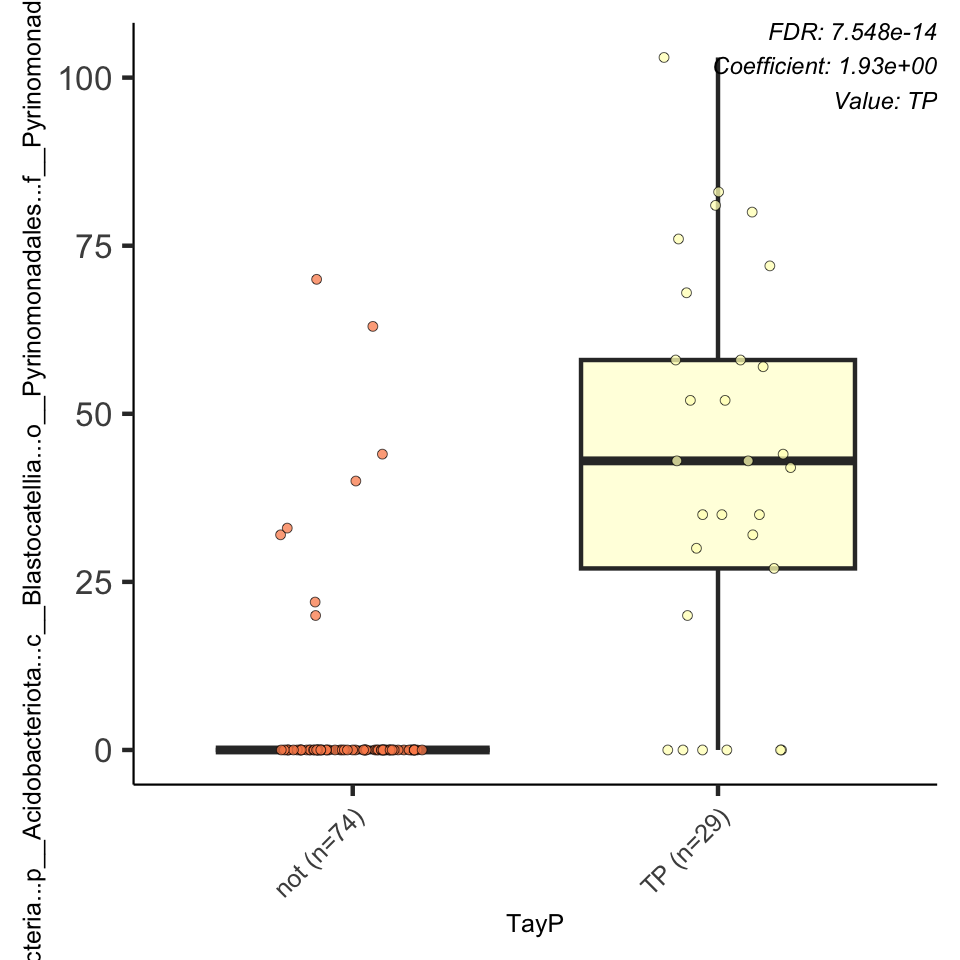 FDR: 7.548e-14
Coefficient: 1.93e+00
Value: TP
cteria...p__Acidobacteriota...c__Blastocatellia...o__Pyrinomonadales...f__Pyrinomonad
100
75
50
25
0
not (n=74)
TP (n=29)
TayP